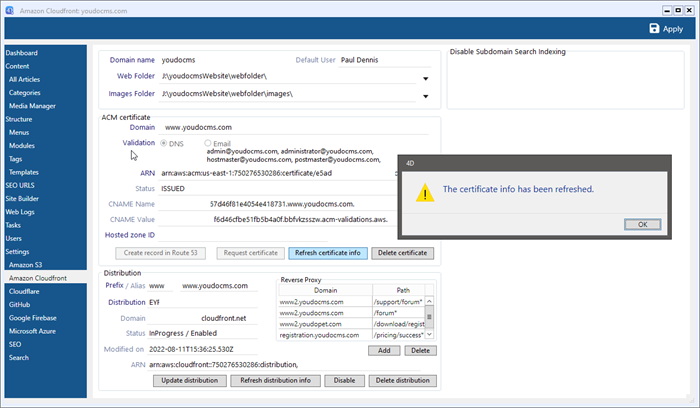 Amazon Cloudfront: youdocms.com
Apply
Dashboard
Content
All Articles
Categories
Media Manager
Structure
Menus
Modules
Tags
Templates
SEO URLS
Site Builder
Web Logs
Tasks
Users
Settings
Amazon S3
Amazon Cloudfront
Cloudflare
GitHub
Google Firebase
Microsoft Azure
SEO
Search
Domain name youdocms Default User Paul Dennis
Web Folder J:\youdocmsWebsite\webfolder\
Images Folder J:\youdocmsWebsite\webfolder\images\
Disable Subdomain Search Indexing
ACM certificate
Domain www.youdocms.com
Validation DNS Email
admin@youdocms.com, administrator@youdocms.com,
hostmaster@youdocms.com, postmaster@youdocms.com,
ARN arn:aws:acm:us-east-1:750276530286:certificate/e5ad
Status ISSUED
CNAME Name 57d46f81e4054e418731.www.youdocms.com.
CNAME Value f6d46cfbe51fb5b4a0f.bbfvkzsszw.acm-validations.aws.
Hosted zone ID
Create record in Route 53 Request certificate Refresh certificate info Delete certificate
4D
The certificate info has been refreshed.
OK
Distribution
Prefix / Alias www www.youdocms.com
Distribution EYF
Domain cloudfront.net
Status InProgress / Enabled
Modified on 2022-08-11T15:36:25.530Z
ARN arn:aws:cloudfront::750276530286:distribution,
Reverse Proxy
Domain Path
www2.youdocms.com /support/forum*
www2.youdocms.com /forum*
www2.youdopet.com /download/regist
registration.youdocms.com /pricing/success*
Add Delete
Update distribution Refresh distribution info Disable Delete distribution